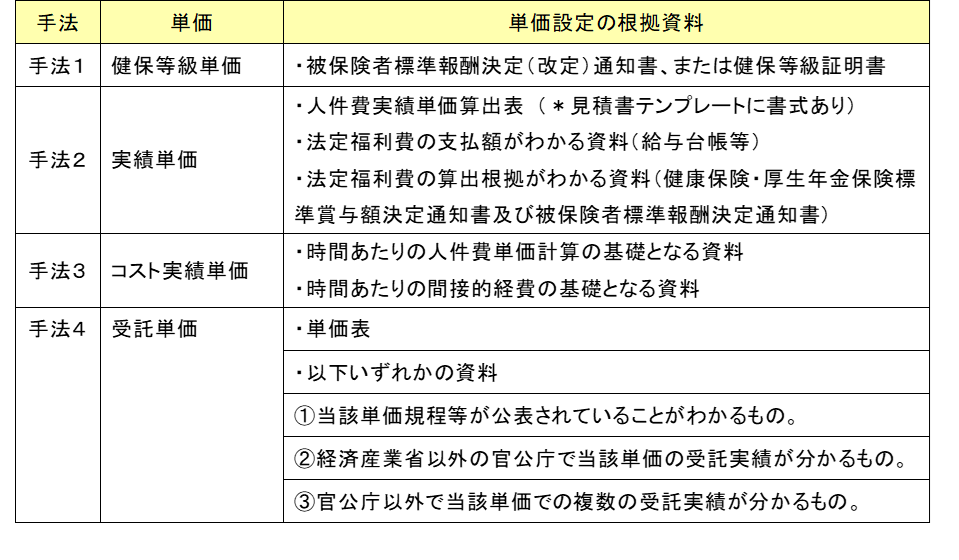 手法 単価 単価設定の根拠資料
手法1 健保等級単価 ・被保険者標準報酬決定(改定)通知書、または健保等級証明書
・人件費実績単価算出表 (*見積書テンプレートに書式あり)
・法定福利費の支払額がわかる資料(給与台帳等)
手法2 実績単価
・法定福利費の算出根拠がわかる資料(健康保険・厚生年金保険標
準賞与額決定通知書及び被保険者標準報酬決定通知書)
手法3 コスト実績単価
・時間あたりの人件費単価計算の基礎となる資料
・時間あたりの間接的経費の基礎となる資料
手法4 受託単価 ・単価表
・以下いずれかの資料
①当該単価規程等が公表されていることがわかるもの。
②経済産業省以外の官公庁で当該単価の受託実績が分かるもの。
③官公庁以外で当該単価での複数の受託実績が分かるもの。